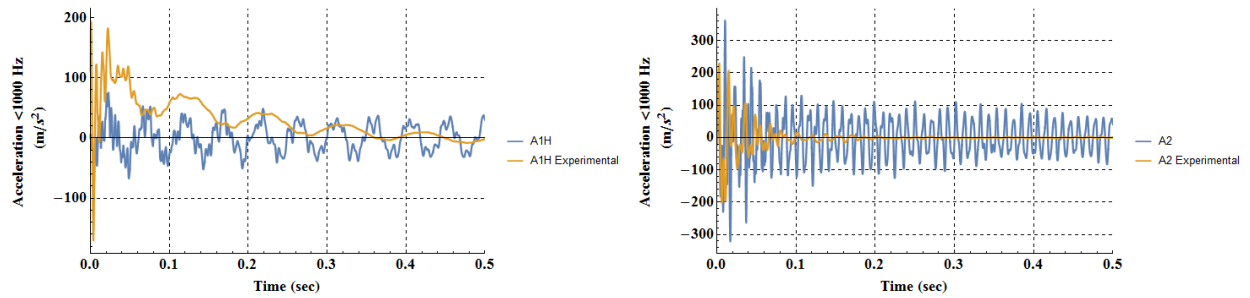 Acceleration <1000 Hz
(m/s²)
200
100
0
−100
0.0
0.1
0.2
0.3
0.4
0.5
Time (sec)
A1H
A1H Experimental
Acceleration <1000 Hz
(m/s²)
300
200
100
0
−100
−200
−300
0.0
0.1
0.2
0.3
0.4
0.5
Time (sec)
A2
A2 Experimental